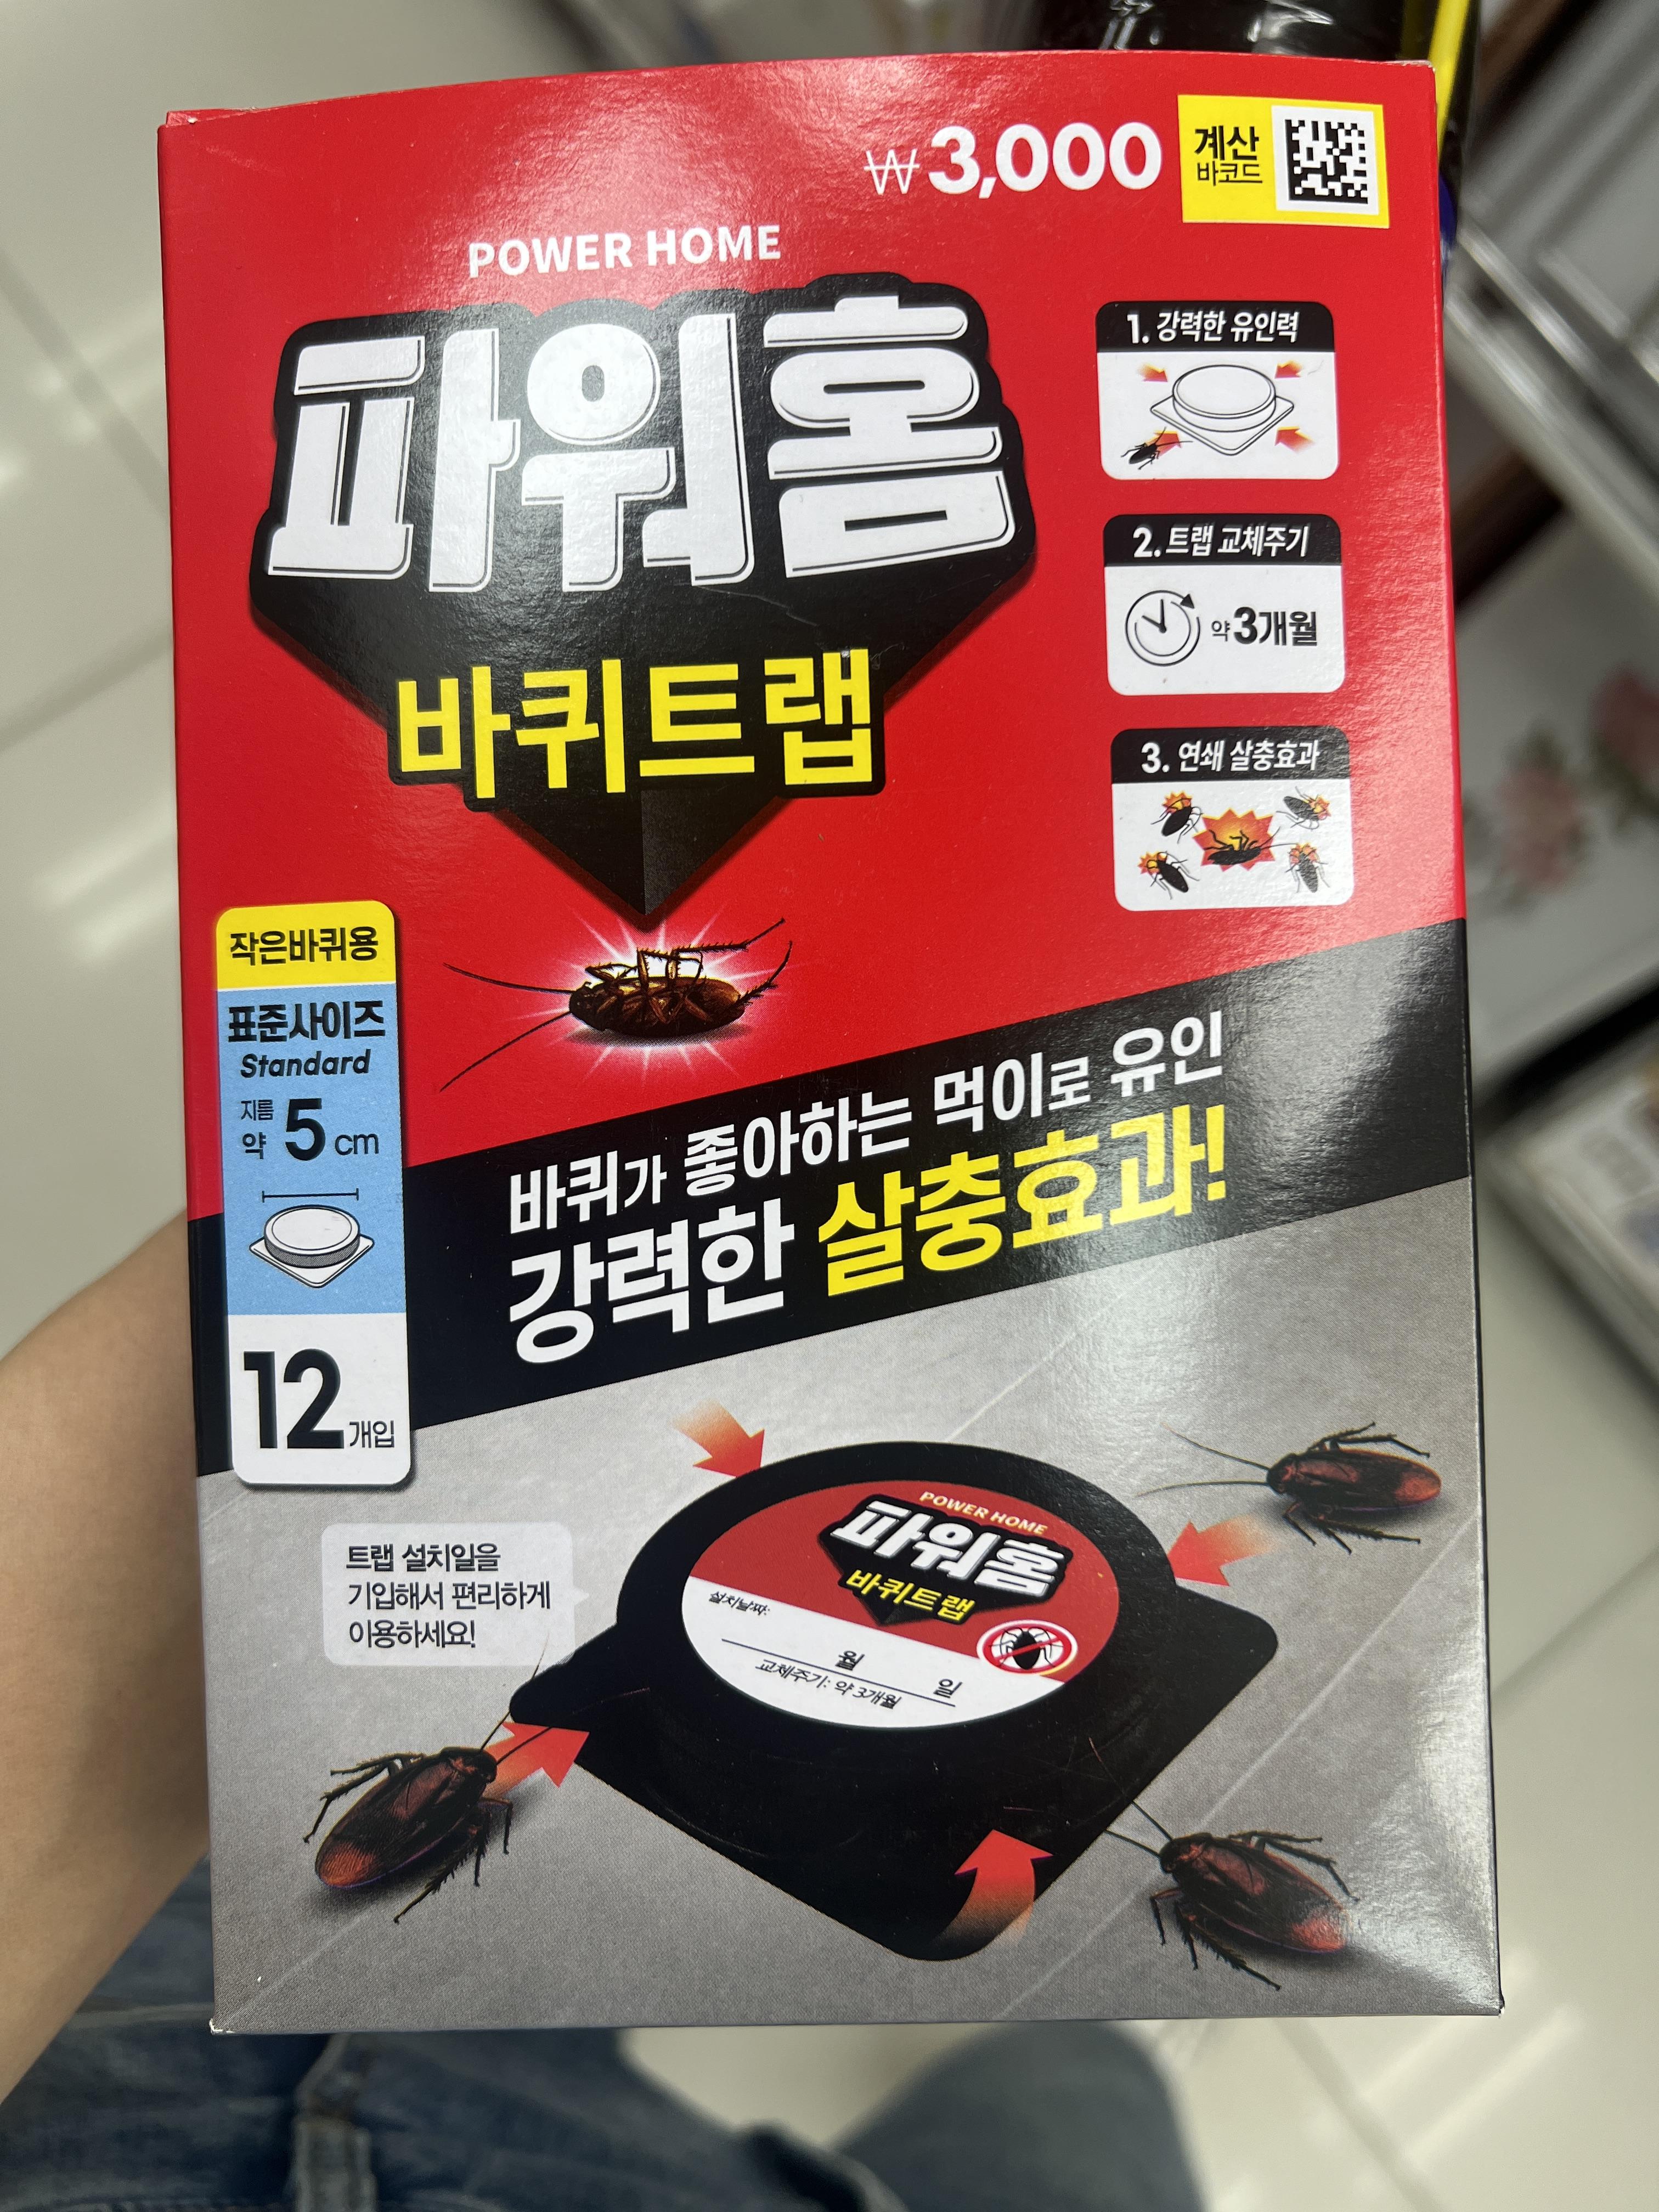 ₩3,000
계산
바코드
POWER HOME
파워홈
바퀴트랩
1. 강력한 유인력
2. 트랩 교체주기
약 3개월
3. 연쇄 살충효과
작은바퀴용
표준사이즈
Standard
지름
약 5 cm
12개입
바퀴가 좋아하는 먹이로 유인
강력한 살충효과!
트랩 설치일을
기입해서 편리하게
이용하세요!
POWER HOME
파워홈
바퀴트랩
설치날짜:
월 일
교체주기: 약 3개월